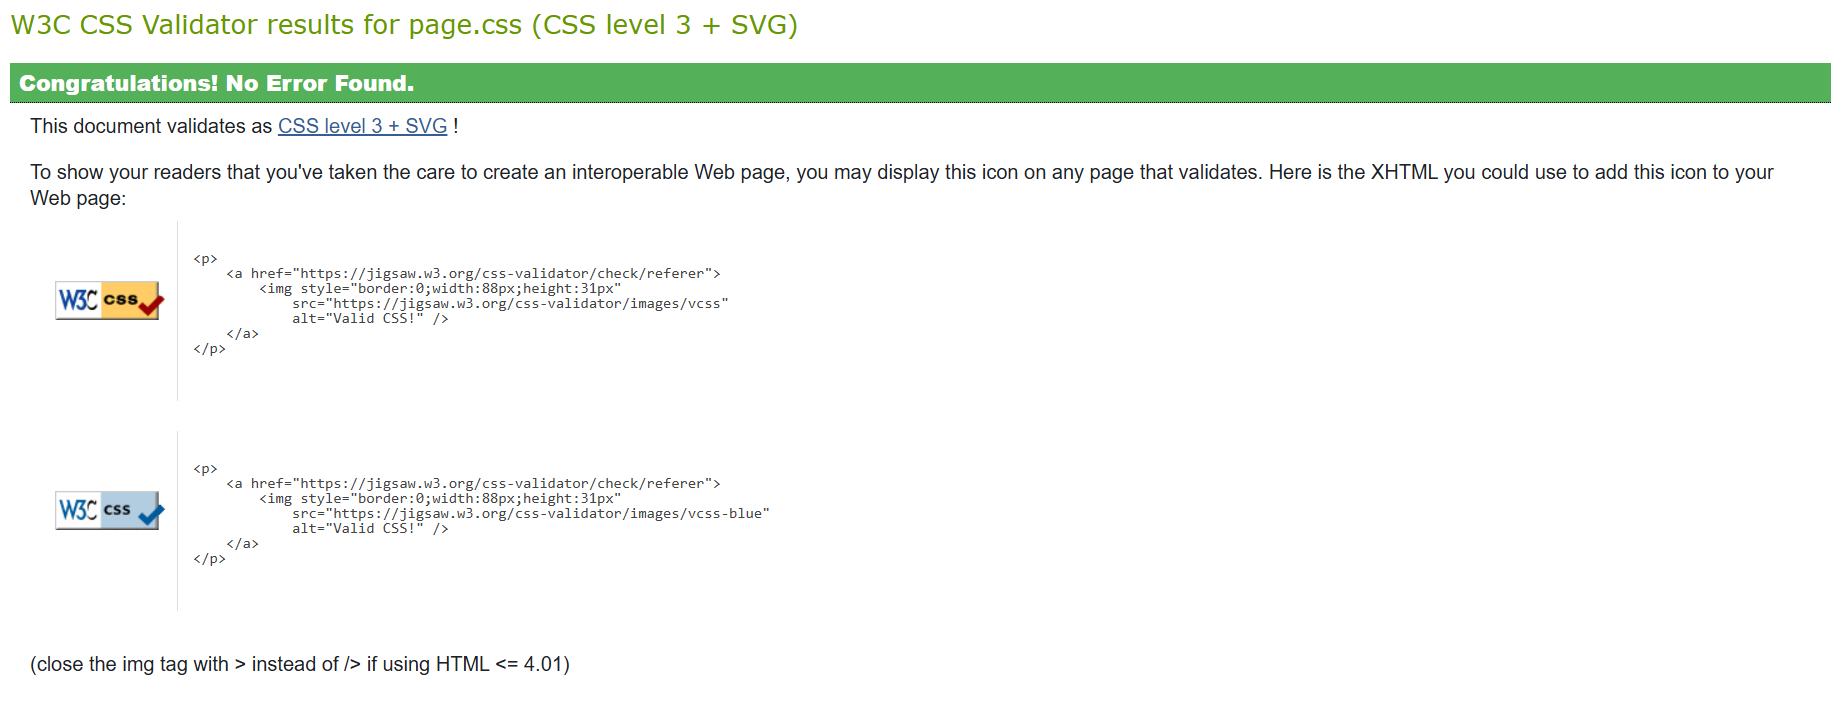 W3C CSS Validator results for page.css (CSS level 3 + SVG)
Congratulations! No Error Found.
This document validates as CSS level 3 + SVG !
To show your readers that you've taken the care to create an interoperable Web page, you may display this icon on any page that validates. Here is the XHTML you could use to add this icon to your
Web page:
W3C css
<p>
    <a href="https://jigsaw.w3.org/css-validator/check/referer">
        <img style="border:0;width:88px;height:31px"
            src="https://jigsaw.w3.org/css-validator/images/vcss"
            alt="Valid CSS!" />
    </a>
</p>
W3C css
<p>
    <a href="https://jigsaw.w3.org/css-validator/check/referer">
        <img style="border:0;width:88px;height:31px"
            src="https://jigsaw.w3.org/css-validator/images/vcss-blue"
            alt="Valid CSS!" />
    </a>
</p>
(close the img tag with > instead of /> if using HTML <= 4.01)